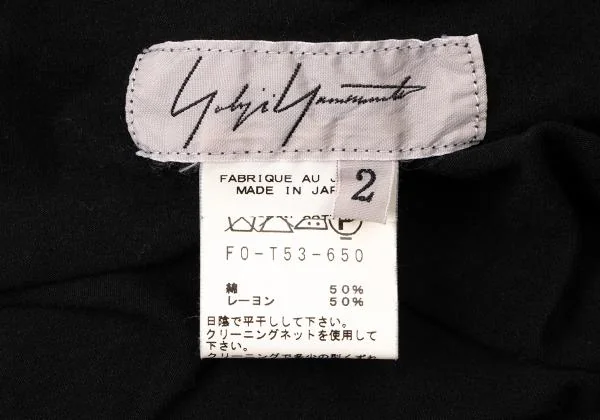 Yohji Yamamoto
2
FABRIQUE AU J
MADE IN JAP
FO-T53-650
綿 50%
レーヨン 50%
日陰で平干しして下さい。
クリーニングネットを使用して
下さい。